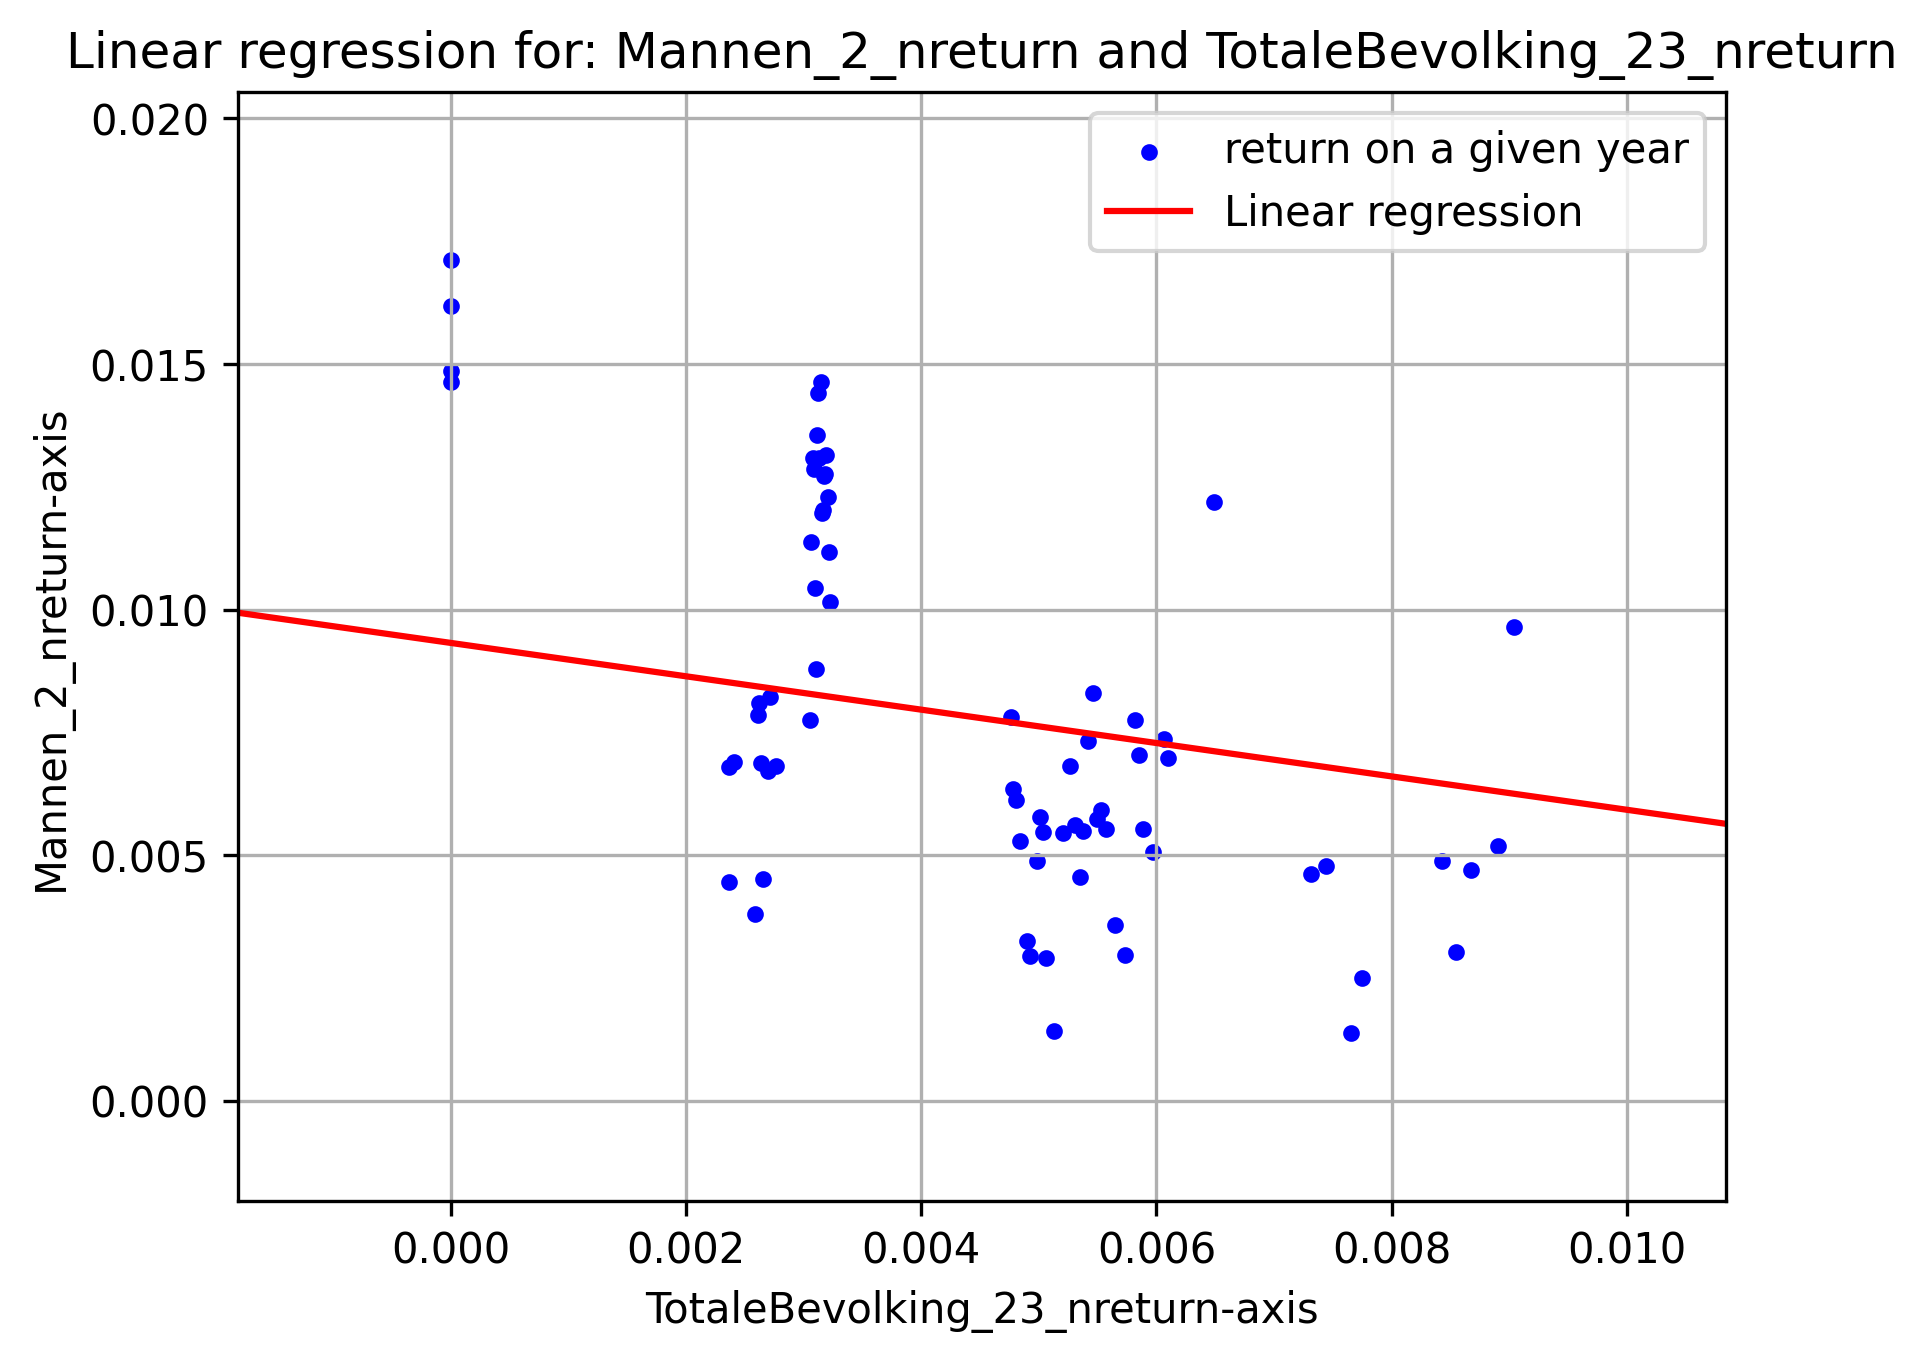 Linear regression for: Mannen_2_nreturn and TotaleBevolking_23_nreturn
return on a given year
Linear regression
0.020
0.015
0.010
0.005
0.000
Mannen_2_nreturn-axis
0.000 0.002 0.004 0.006 0.008 0.010
TotaleBevolking_23_nreturn-axis